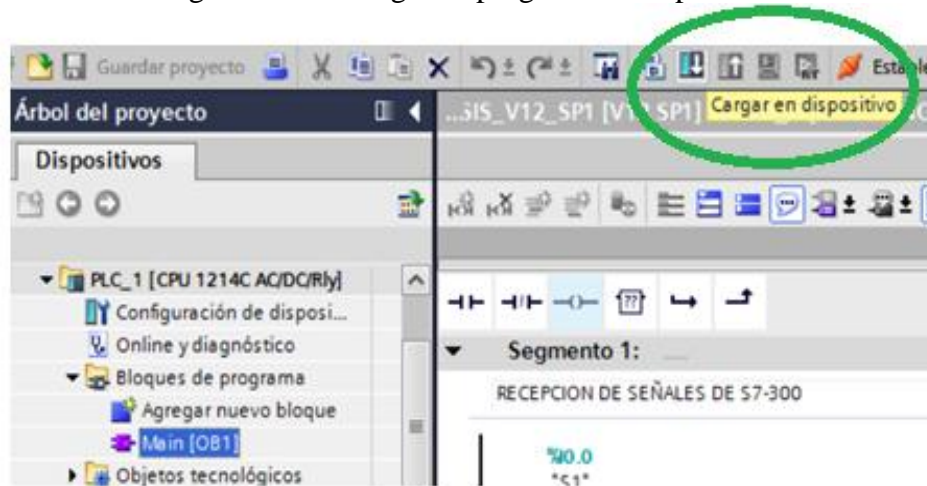 Guardar proyecto
Establ
Árbol del proyecto
...SIS_V12_SP1 [V12 SP1]
Cargar en dispositivo
Dispositivos
PLC_1 [CPU 1214C AC/DC/Rly]
Configuración de disposi...
Online y diagnóstico
Bloques de programa
Agregar nuevo bloque
Main [OB1]
Objetos tecnológicos
Segmento 1:
RECEPCION DE SEÑALES DE S7-300
%I0.0
"S1"